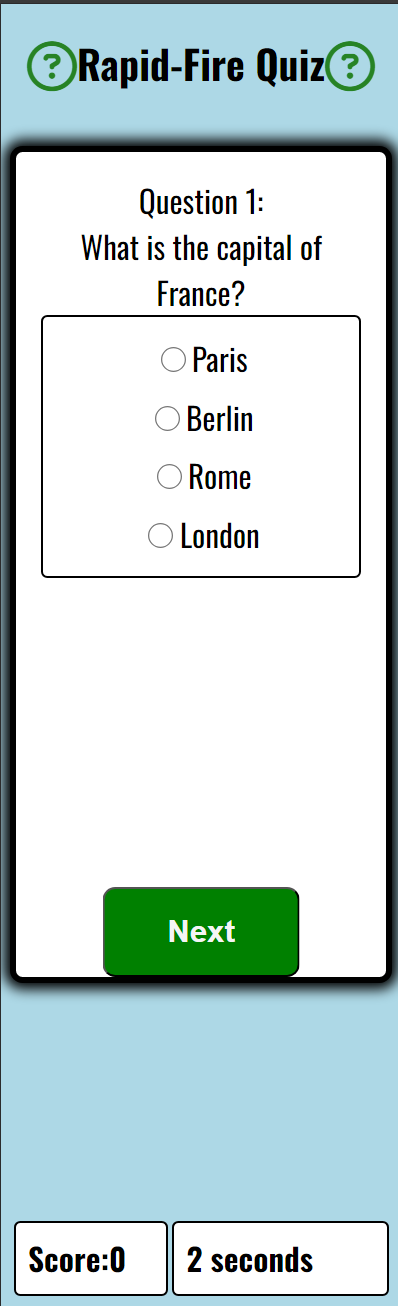 Rapid-Fire Quiz
Question 1:
What is the capital of
France?
Paris
Berlin
Rome
London
Next
Score:0
2 seconds